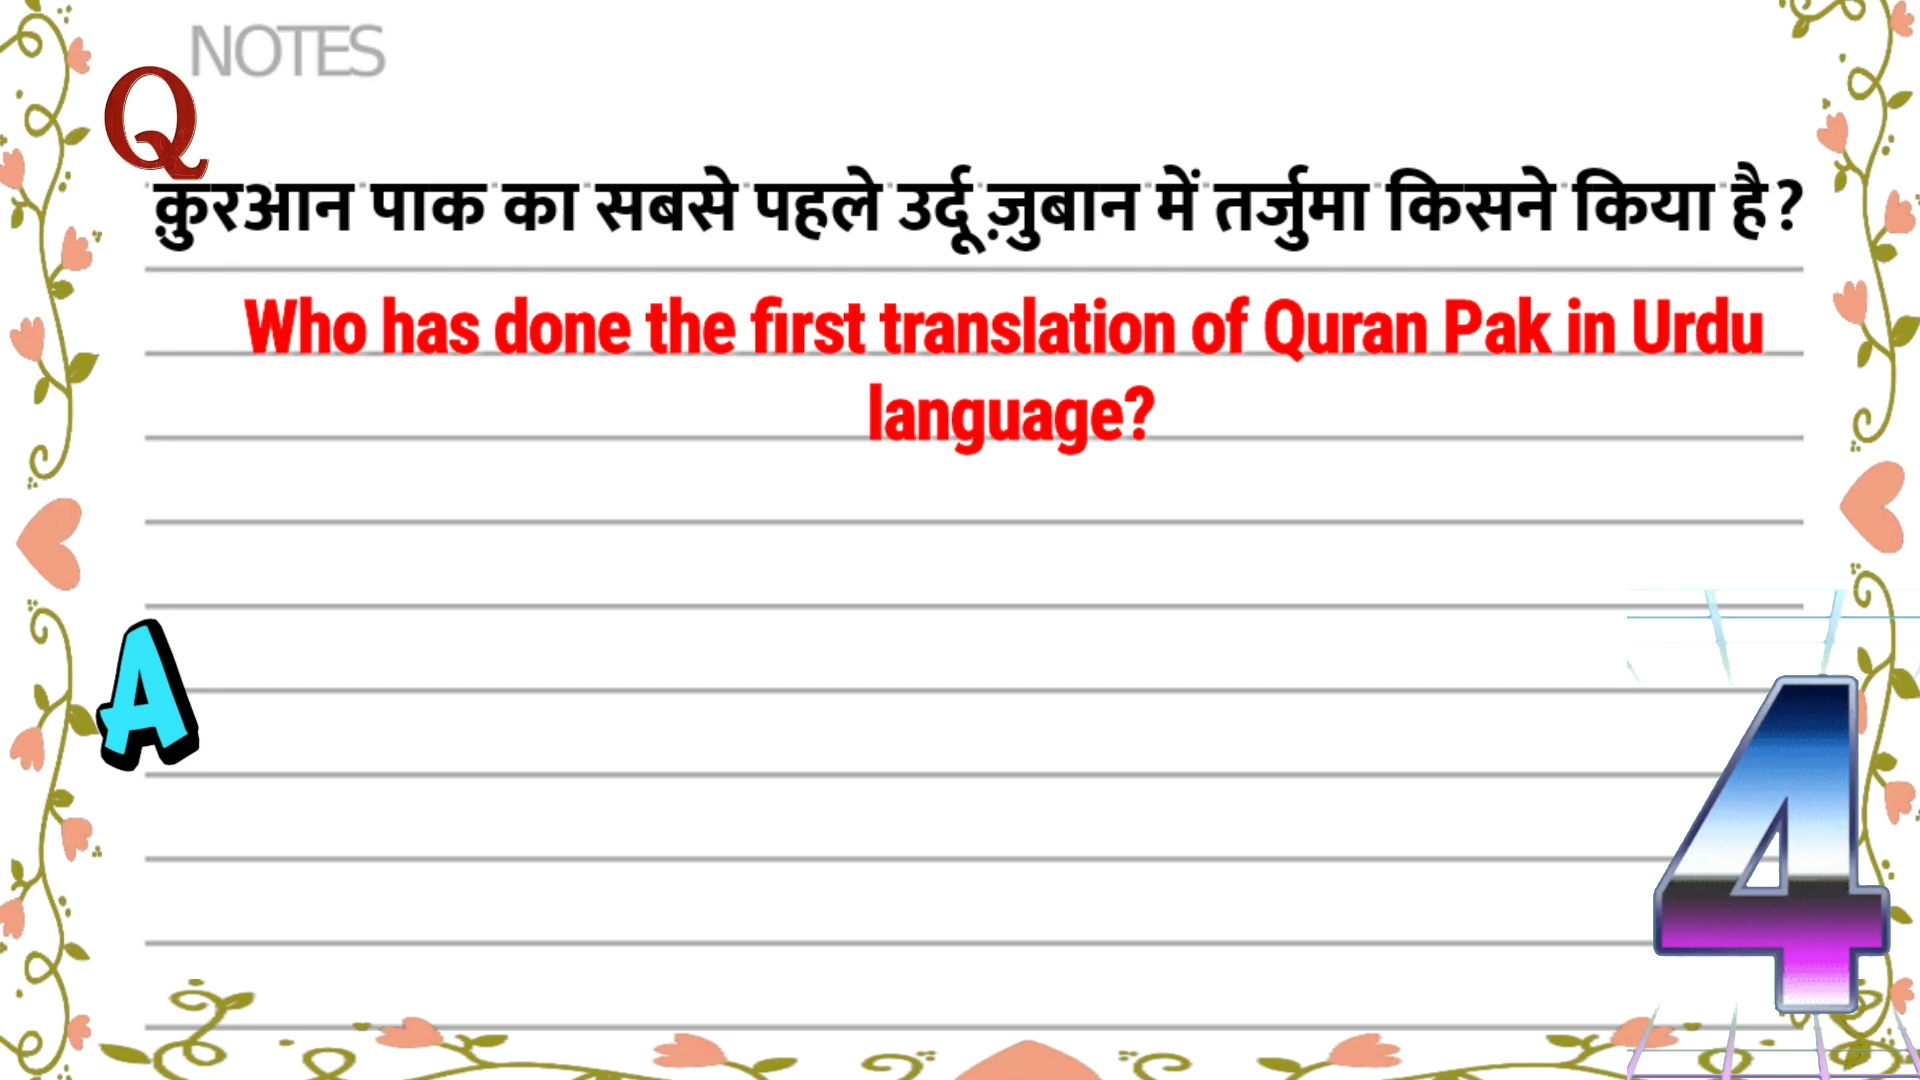 NOTES
Q
क़ुरआन पाक का सबसे पहले उर्दू ज़ुबान में तर्जुमा किसने किया है?
Who has done the first translation of Quran Pak in Urdu
language?
A
4